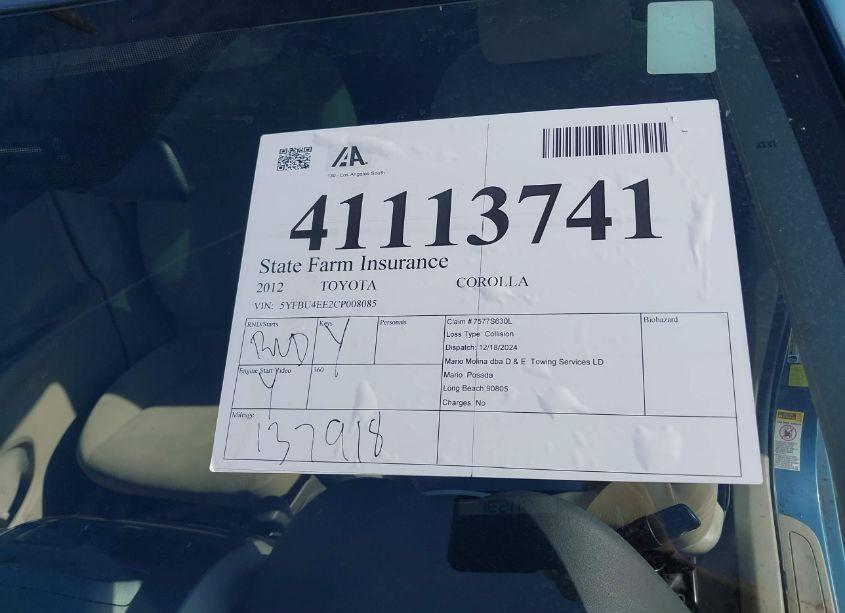 IAA.
130 - Los Angeles South
41113741
State Farm Insurance
2012 TOYOTA COROLLA
VIN: 5YFBU4EE2CP008085
RND/Starts Keys Personals
RND Y
Engine Start Video 360
Y
Mileage
137918
Claim # 7577S630L
Loss Type: Collision
Dispatch: 12/18/2024
Mario Molina dba D & E Towing Services LD
Mario Posada
Long Beach,90805
Charges: No
Biohazard